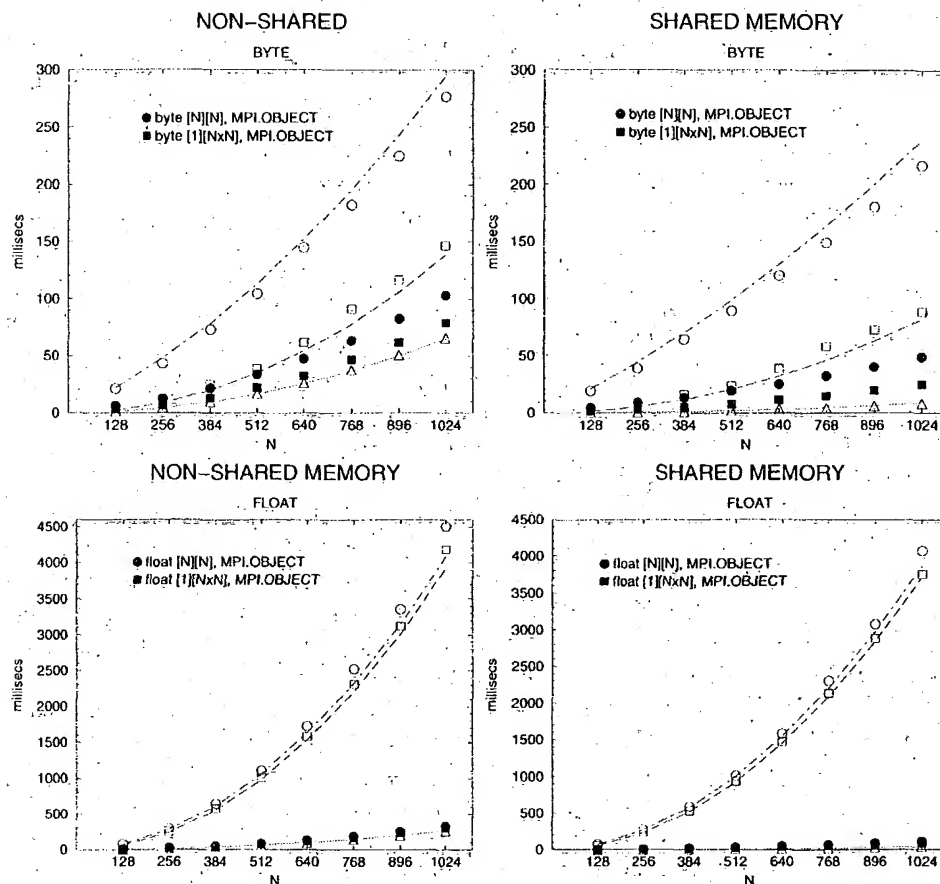 NON–SHARED
BYTE
300
250
200
150
100
50
0
millisecs
byte [N][N], MPI.OBJECT
byte [1][NxN], MPI.OBJECT
128 256 384 512 640 768 896 1024
N
SHARED MEMORY
BYTE
300
250
200
150
100
50
0
millisecs
byte [N][N], MPI.OBJECT
byte [1][NxN], MPI.OBJECT
128 256 384 512 640 768 896 1024
N
NON–SHARED MEMORY
FLOAT
4500
4000
3500
3000
2500
2000
1500
1000
500
0
millisecs
float [N][N], MPI.OBJECT
float [1][NxN], MPI.OBJECT
128 256 384 512 640 768 896 1024
N
SHARED MEMORY
FLOAT
4500
4000
3500
3000
2500
2000
1500
1000
500
0
millisecs
float [N][N], MPI.OBJECT
float [1][NxN], MPI.OBJECT
128 256 384 512 640 768 896 1024
N